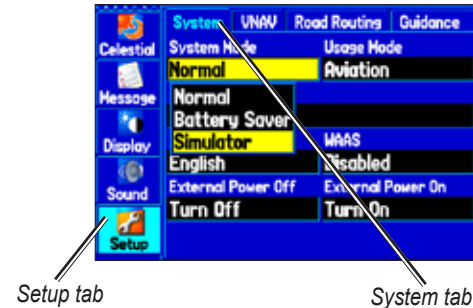 System VNAV Road Routing Guidance
Celestial
System Mode Usage Mode
Normal Aviation
Message
Normal
Battery Saver
Display
Simulator WAAS
English Disabled
Sound
External Power Off External Power On
Turn Off Turn On
Setup
Setup tab System tab